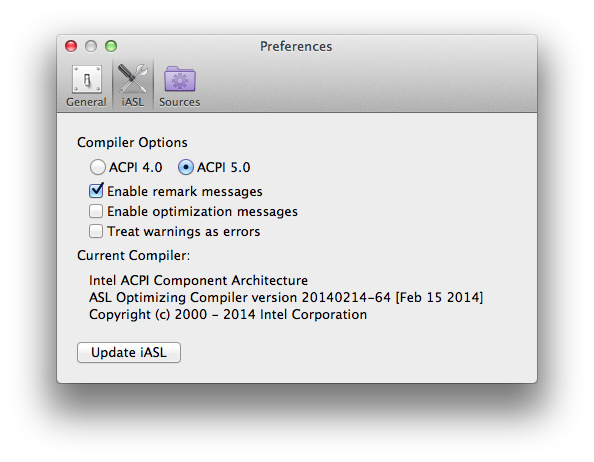 Preferences
General iASL Sources
Compiler Options
ACPI 4.0 ACPI 5.0
Enable remark messages
Enable optimization messages
Treat warnings as errors
Current Compiler:
Intel ACPI Component Architecture
ASL Optimizing Compiler version 20140214-64 [Feb 15 2014]
Copyright (c) 2000 - 2014 Intel Corporation
Update iASL